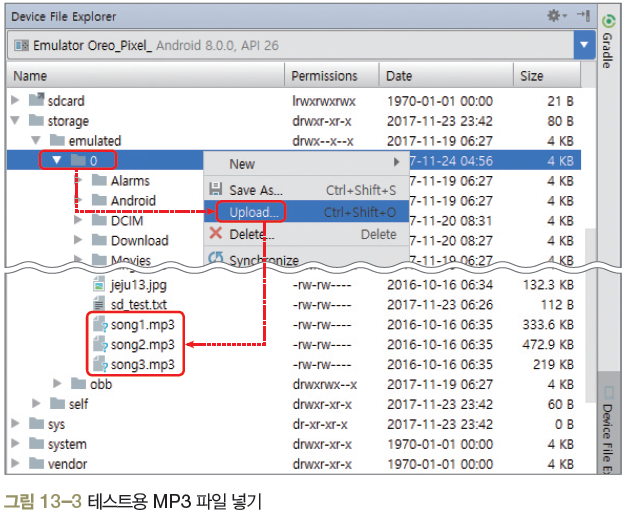 Device File Explorer
Emulator Oreo_Pixel_ Android 8.0.0, API 26
Name Permissions Date Size
sdcard lrwxrwxrwx 1970-01-01 00:00 21 B
storage drwxr-xr-x 2017-11-23 23:42 80 B
emulated drwx--x--x 2017-11-19 06:27 4 KB
0 7-11-24 04:56 4 KB
New
Alarms 7-11-19 06:27 4 KB
Save As... Ctrl+Shift+S
Android 7-11-19 06:27 4 KB
Upload... Ctrl+Shift+O
DCIM 7-11-20 08:31 4 KB
Delete... Delete
Download 7-11-20 08:27 4 KB
Synchronize
Movies 7-11-19 06:27 4 KB
jeju13.jpg -rw-rw---- 2016-10-16 06:34 132.3 KB
sd_test.txt -rw-rw---- 2017-11-23 06:26 112 B
song1.mp3 -rw-rw---- 2016-10-16 06:35 333.6 KB
song2.mp3 -rw-rw---- 2016-10-16 06:35 472.9 KB
song3.mp3 -rw-rw---- 2016-10-16 06:35 219 KB
obb drwxrwx--x 2017-11-19 06:27 4 KB
self drwxr-xr-x 2017-11-23 23:42 60 B
sys dr-xr-xr-x 2017-11-23 23:42 0 B
system drwxr-xr-x 1970-01-01 00:00 4 KB
vendor drwxr-xr-x 1970-01-01 00:00 4 KB
Gradle
Device File E
그림 13-3 테스트용 MP3 파일 넣기